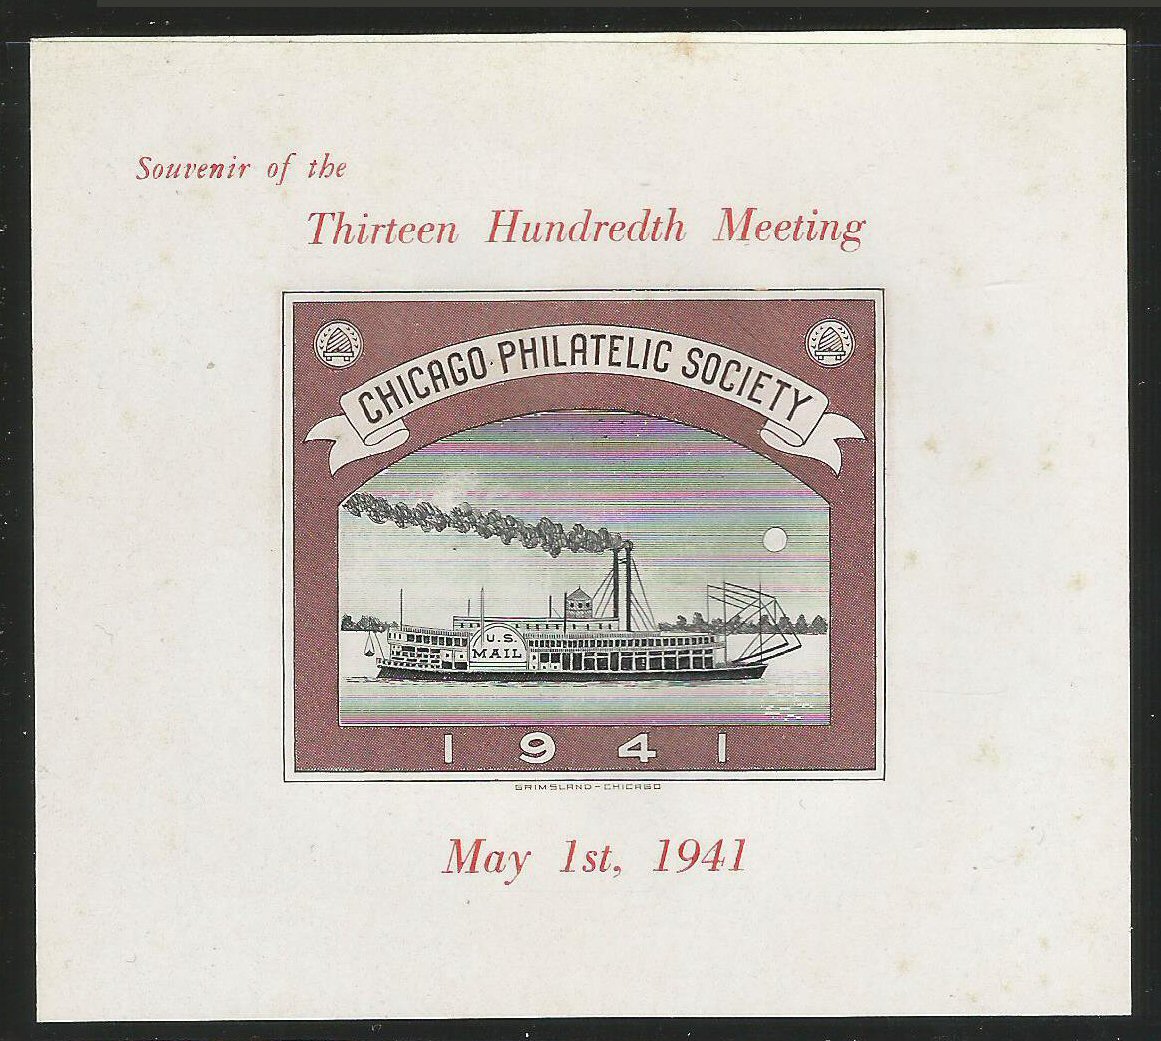 Souvenir of the
Thirteen Hundredth Meeting
CHICAGO PHILATELIC SOCIETY
U.S.
MAIL
1941
GRIMSLAND-CHICAGO
May 1st, 1941